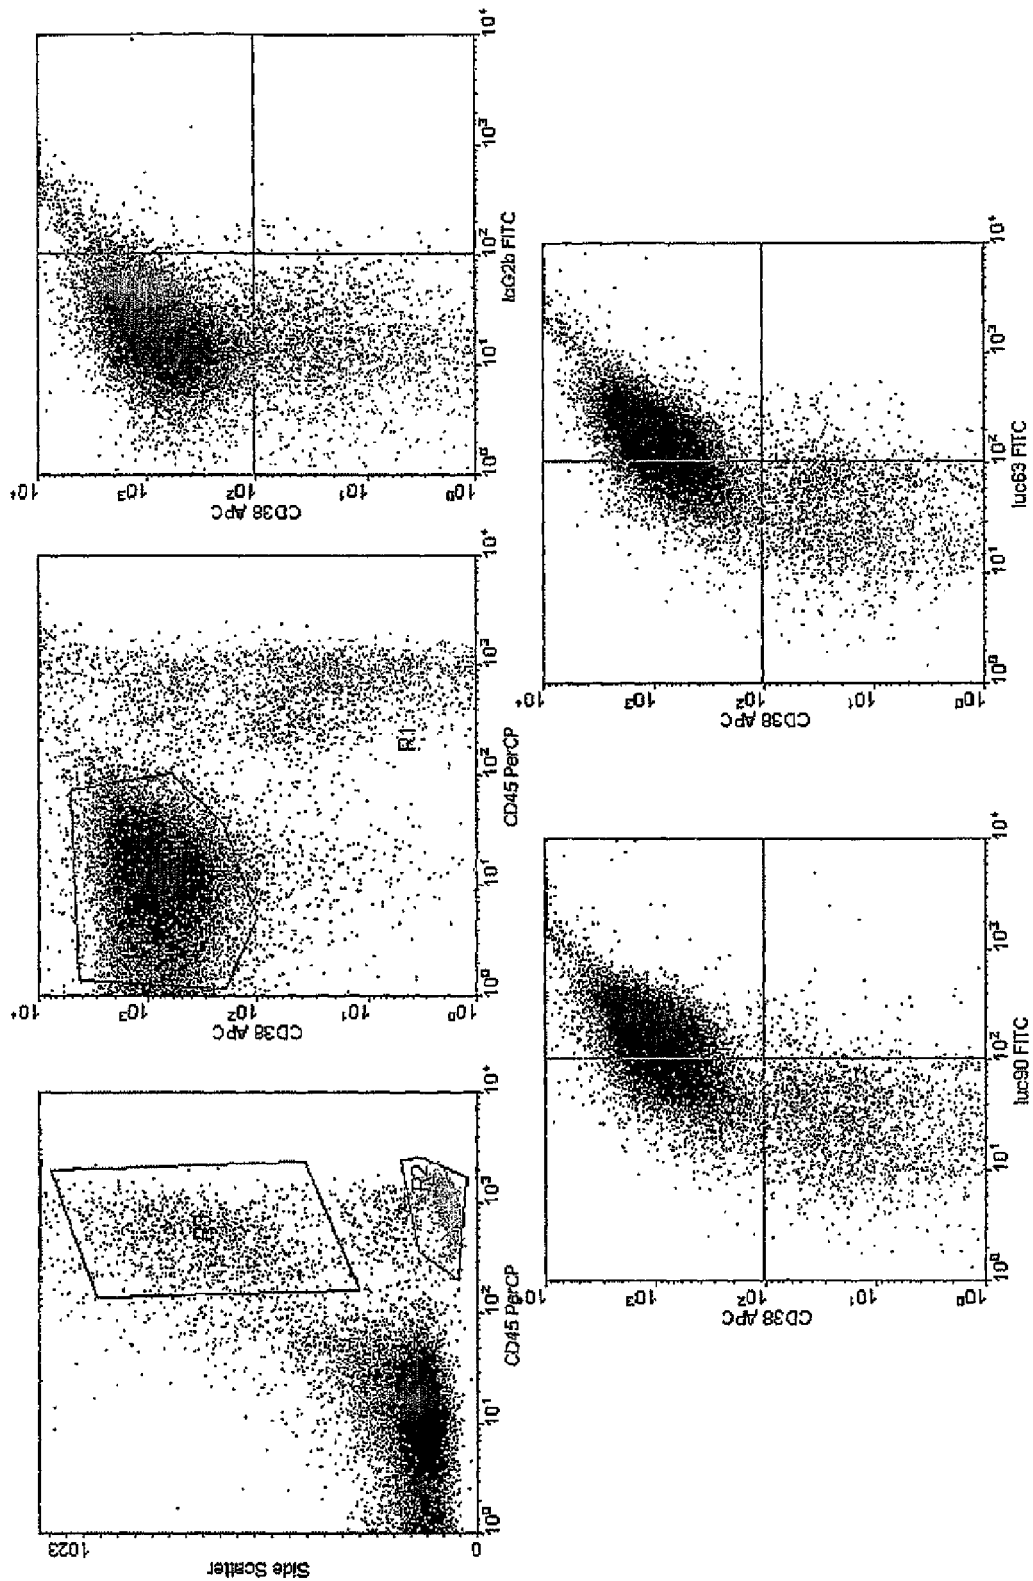 1023
Side Scatter
0
R3
R2
10⁰ 10¹ 10² 10³ 10⁴
CD45 PerCP
10⁴
10³
10²
10¹
10⁰
CD38 APC
R1
10⁰ 10¹ 10² 10³ 10⁴
CD45 PerCP
10⁴
10³
10²
10¹
10⁰
CD38 APC
10⁰ 10¹ 10² 10³ 10⁴
IgG2b FITC
10⁴
10³
10²
10¹
10⁰
CD38 APC
10⁰ 10¹ 10² 10³ 10⁴
luc90 FITC
10⁴
10³
10²
10¹
10⁰
CD38 APC
10⁰ 10¹ 10² 10³ 10⁴
luc63 FITC